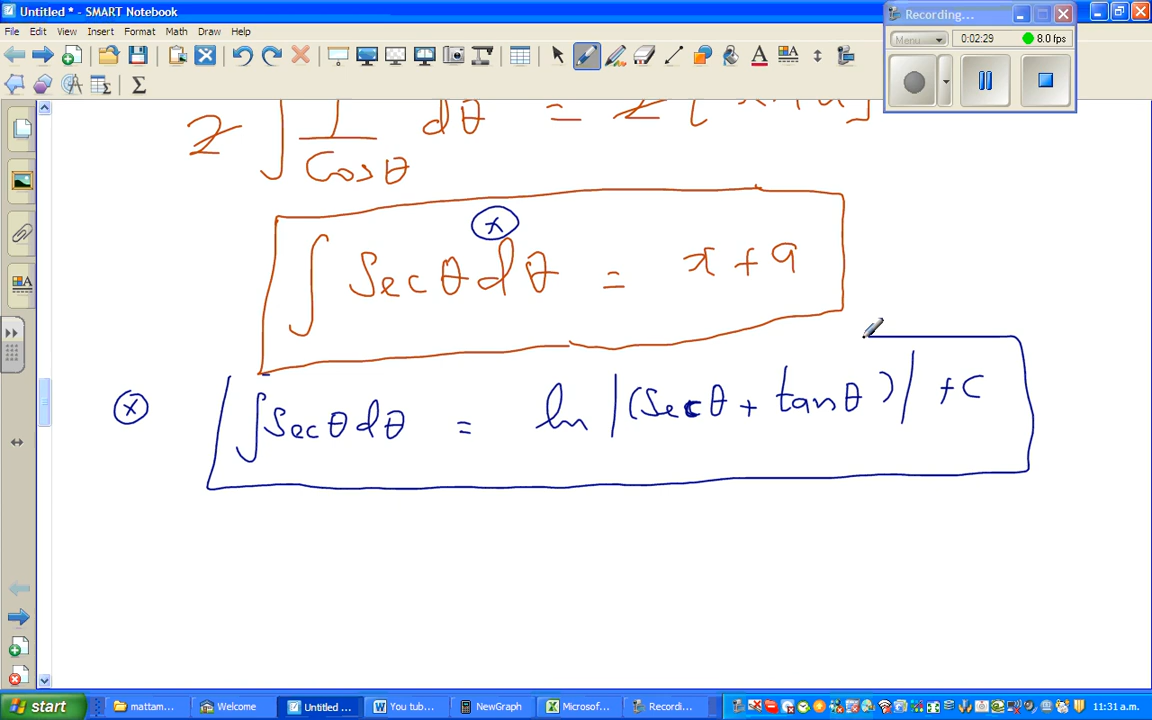 Untitled * - SMART Notebook
Recording...
File Edit View Insert Format Math Draw Help
Menu 0:02:29 8.0 fps
2 ∫ 1/Cosθ dθ = 2 [
∫ Secθ dθ = x + a
x
x ∫ Secθ dθ = ln |(Secθ + tanθ)| + C
start mattam... Welcome Untitled ... You tub... NewGraph Microsof... Recordi... 11:31 a.m.